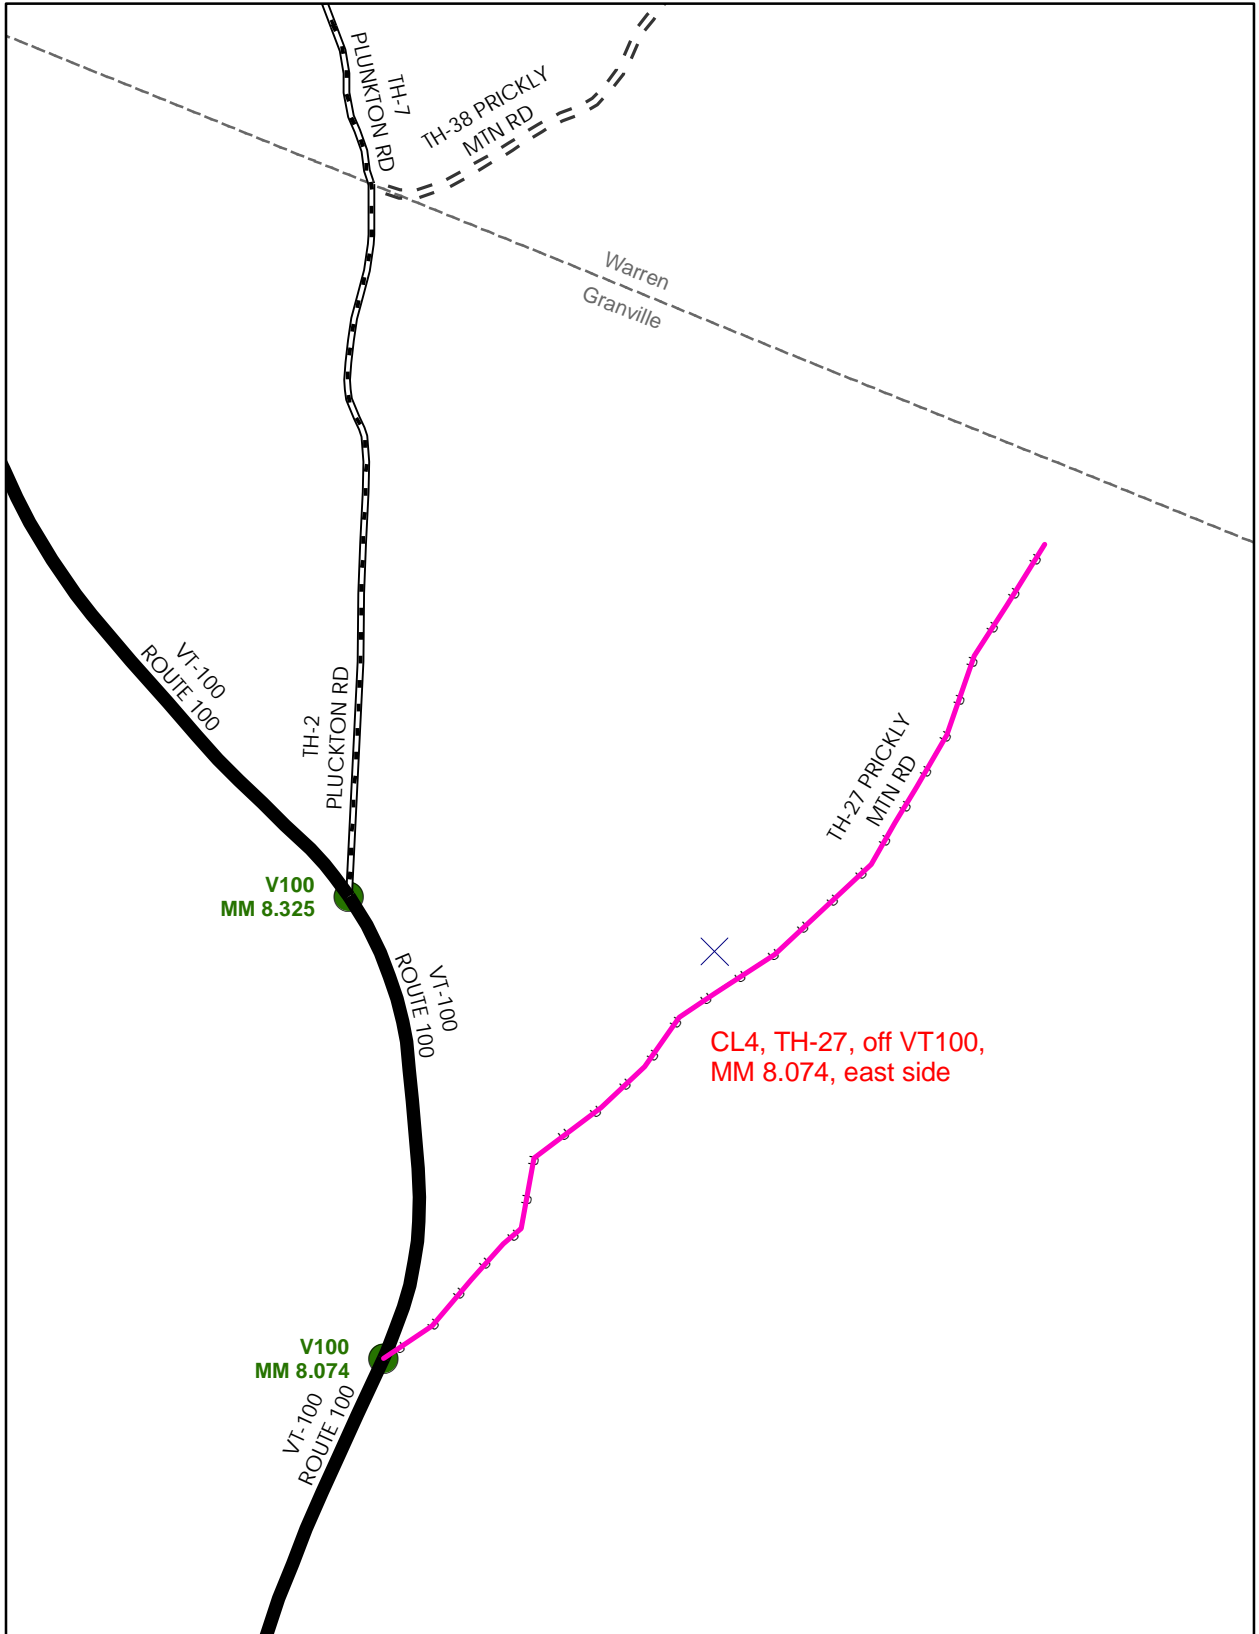 TH-7
PLUNKTON RD
TH-38 PRICKLY
MTN RD
Warren
Granville
VT-100
ROUTE 100
TH-2
PLUCKTON RD
TH-27 PRICKLY
MTN RD
V100
MM 8.325
VT-100
ROUTE 100
CL4, TH-27, off VT100,
MM 8.074, east side
V100
MM 8.074
VT-100
ROUTE 100